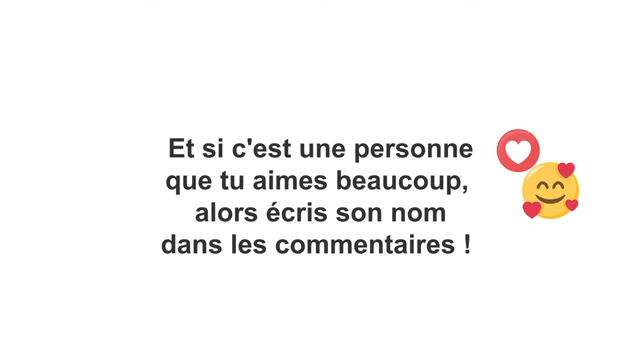 Et si c'est une personne
que tu aimes beaucoup,
alors écris son nom
dans les commentaires !